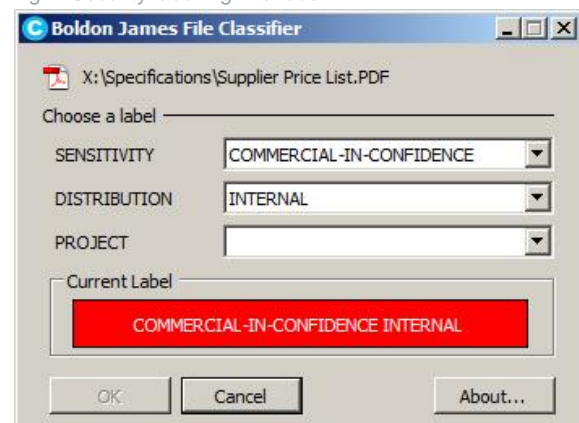 Boldon James File Classifier
X:\Specifications\Supplier Price List.PDF
Choose a label
SENSITIVITY COMMERCIAL-IN-CONFIDENCE
DISTRIBUTION INTERNAL
PROJECT
Current Label
COMMERCIAL-IN-CONFIDENCE INTERNAL
OK Cancel About...